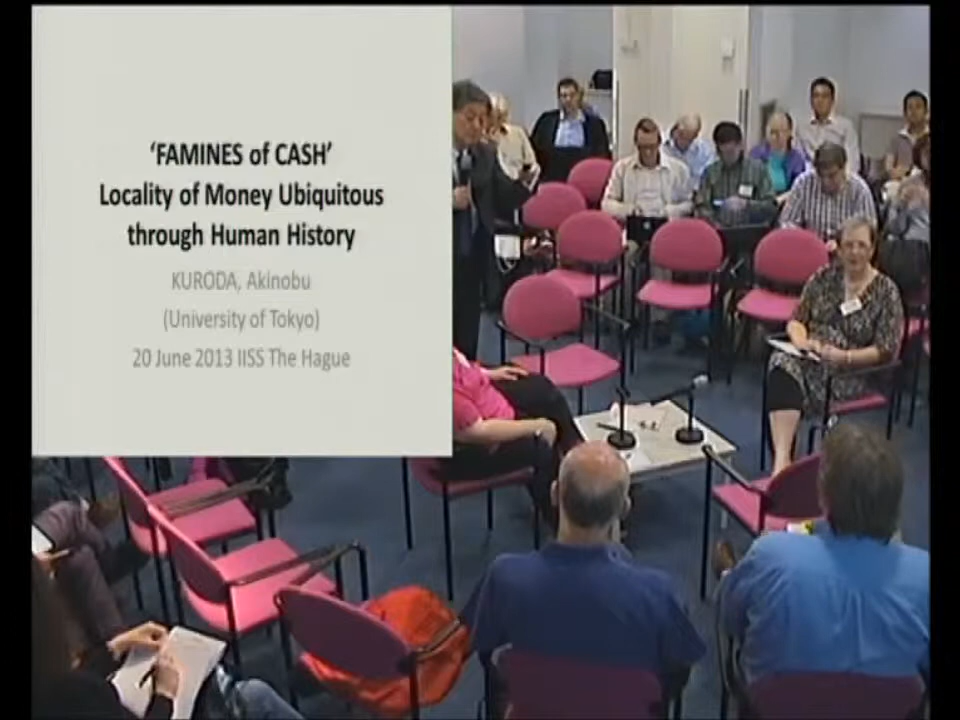 ‘FAMINES of CASH’
Locality of Money Ubiquitous
through Human History
KURODA, Akinobu
(University of Tokyo)
20 June 2013 IISS The Hague